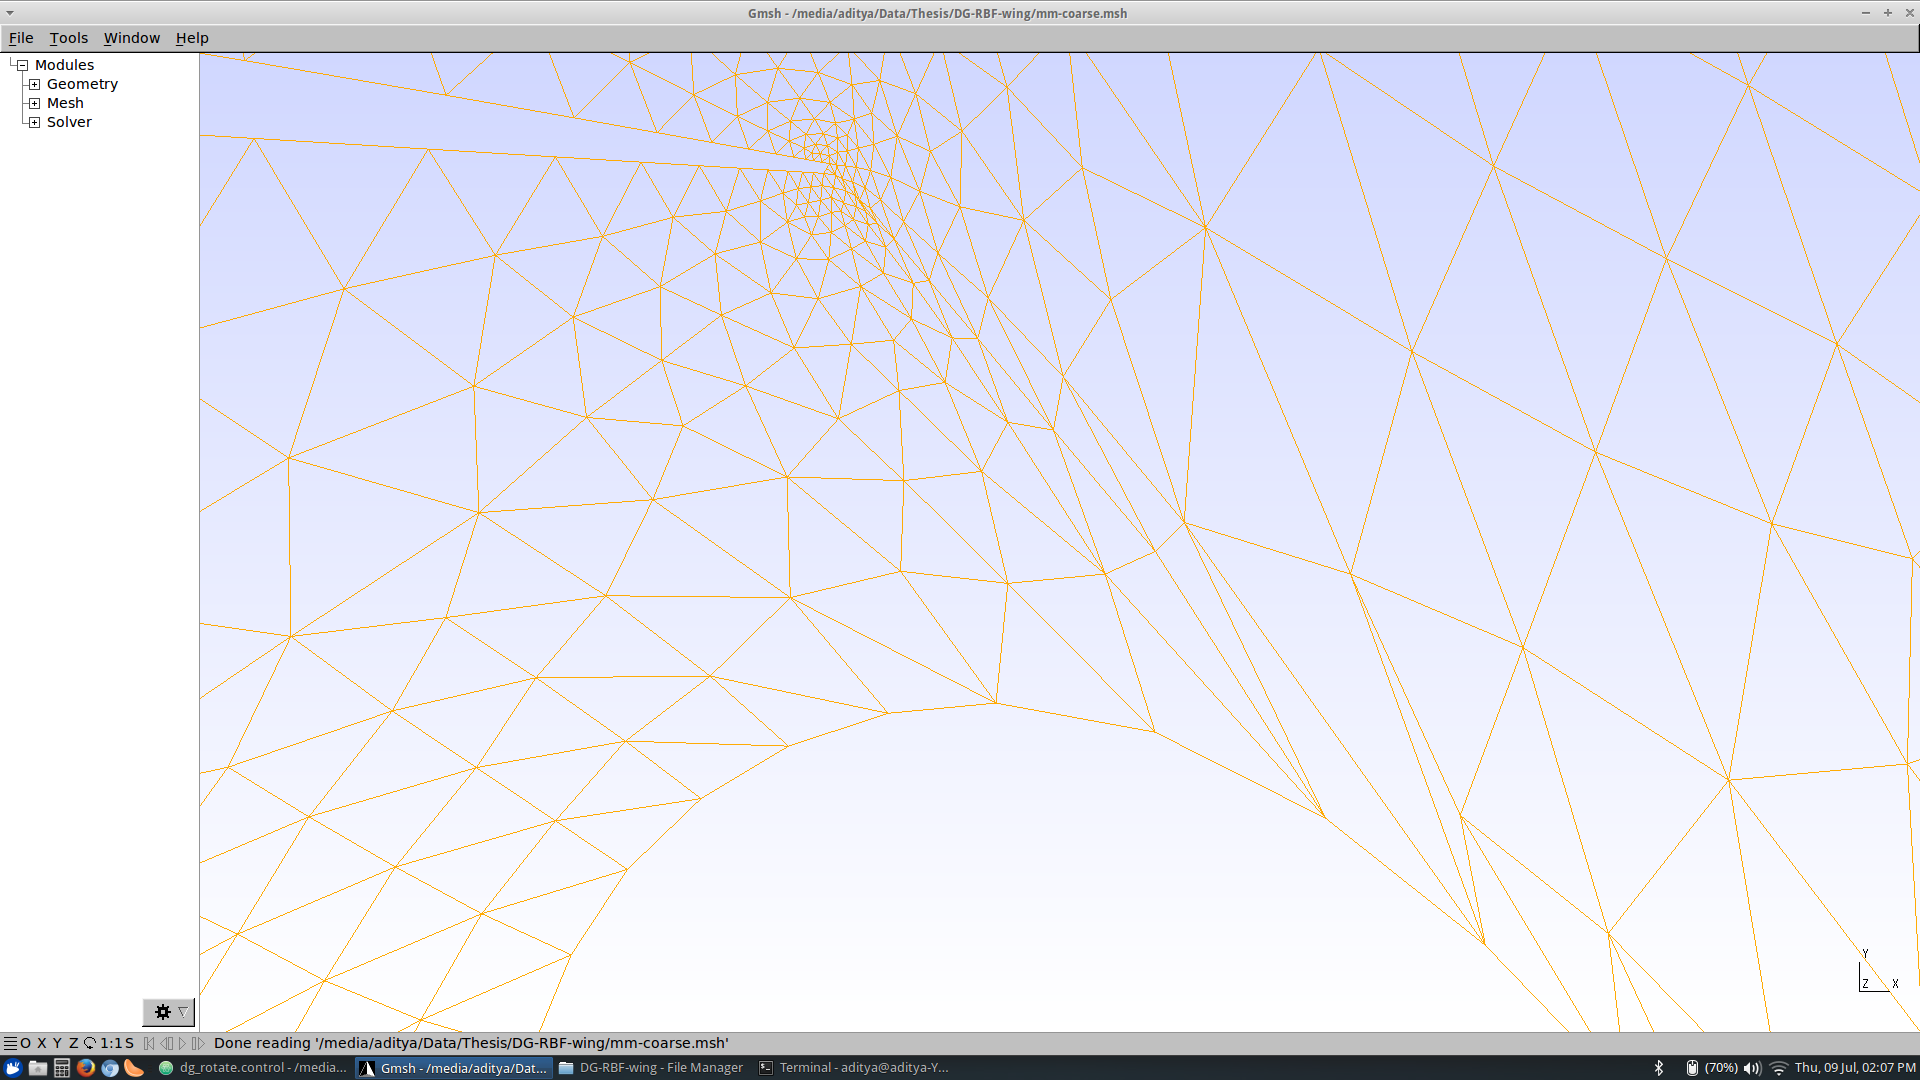 Gmsh - /media/aditya/Data/Thesis/DG-RBF-wing/mm-coarse.msh
File Tools Window Help
Modules
Geometry
Mesh
Solver
Y
Z X
O X Y Z 1:1 S Done reading '/media/aditya/Data/Thesis/DG-RBF-wing/mm-coarse.msh'
dg_rotate.control - /media... Gmsh - /media/aditya/Dat... DG-RBF-wing - File Manager Terminal - aditya@aditya-Y... (70%) Thu, 09 Jul, 02:07 PM